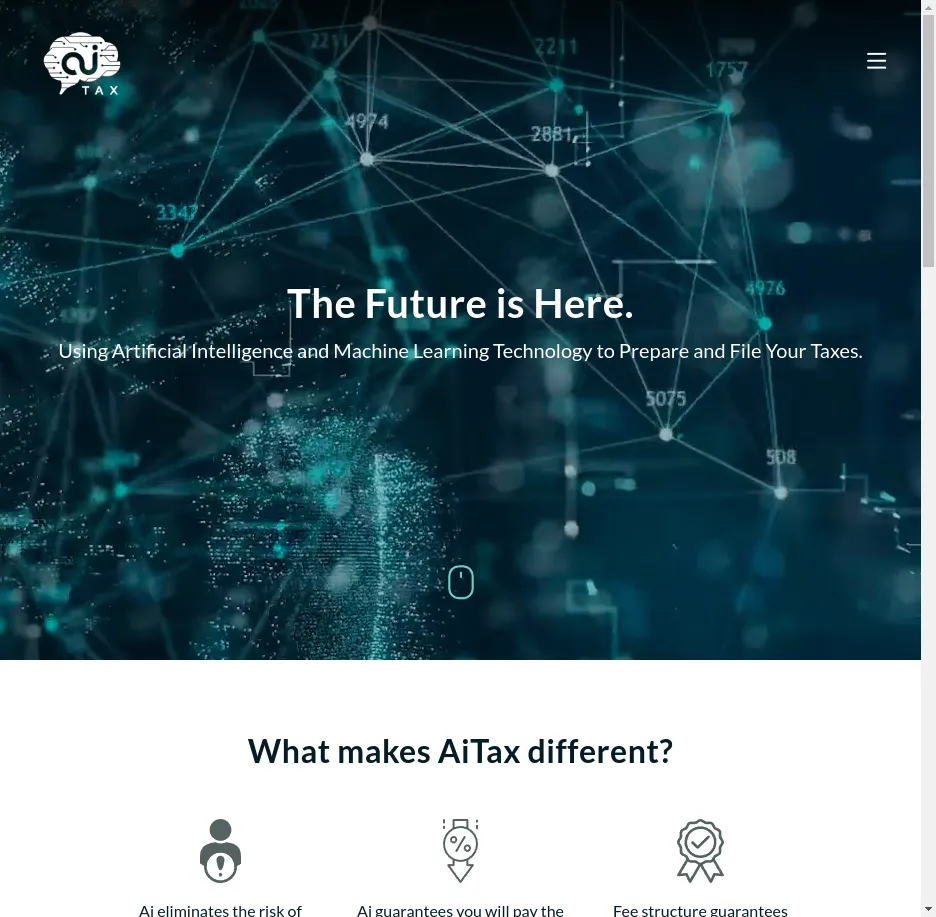 2211
2211
1757
ai
TAX
4974
2881
3347
4976
The Future is Here.
Using Artificial Intelligence and Machine Learning Technology to Prepare and File Your Taxes.
5075
508
What makes AiTax different?
%
Ai eliminates the risk of
Ai guarantees you will pay the
Fee structure guarantees